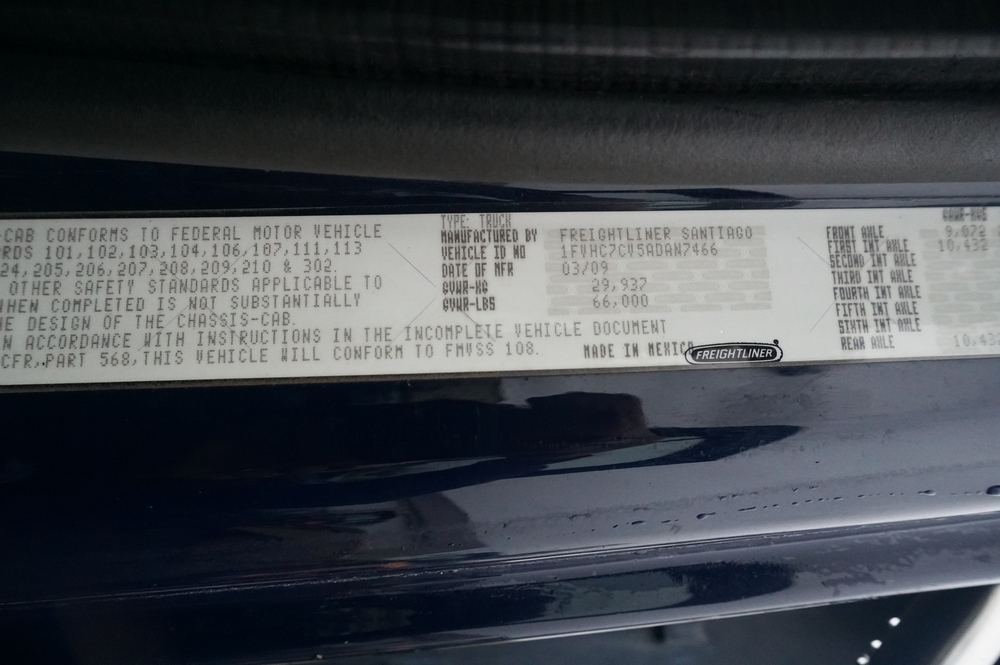 -CAB CONFORMS TO FEDERAL MOTOR VEHICLE
RDS 101,102,103,104,106,107,111,113
24,205,206,207,208,209,210 & 302.
OTHER SAFETY STANDARDS APPLICABLE TO
WHEN COMPLETED IS NOT SUBSTANTIALLY
E DESIGN OF THE CHASSIS-CAB.
N ACCORDANCE WITH INSTRUCTIONS IN THE INCOMPLETE VEHICLE DOCUMENT
CFR,PART 568,THIS VEHICLE WILL CONFORM TO FMVSS 108.
TYPE: TRUCK
MANUFACTURED BY FREIGHTLINER SANTIAGO
VEHICLE ID NO 1FVHC7CV5ADAN7466
DATE OF MFR 03/09
GVWR-KG 29,937
GVWR-LBS 66,000
MADE IN MEXICO
FREIGHTLINER
GAWR-KGS
FRONT AXLE 9,072
FIRST INT AXLE 10,432
SECOND INT AXLE
THIRD INT AXLE
FOURTH INT AXLE
FIFTH INT AXLE
SIXTH INT AXLE
REAR AXLE 10,432